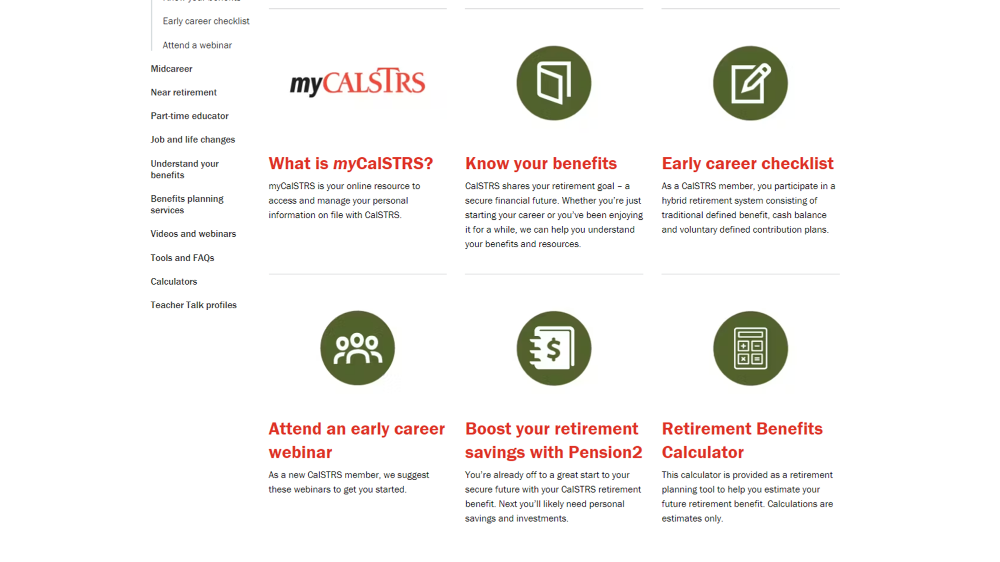 Know your benefits
Early career checklist
Attend a webinar
Midcareer
Near retirement
Part-time educator
Job and life changes
Understand your
benefits
Benefits planning
services
Videos and webinars
Tools and FAQs
Calculators
Teacher Talk profiles
myCALSTRS
What is myCalSTRS?
myCalSTRS is your online resource to
access and manage your personal
information on file with CalSTRS.
Know your benefits
CalSTRS shares your retirement goal – a
secure financial future. Whether you’re just
starting your career or you’ve been enjoying
it for a while, we can help you understand
your benefits and resources.
Early career checklist
As a CalSTRS member, you participate in a
hybrid retirement system consisting of
traditional defined benefit, cash balance
and voluntary defined contribution plans.
Attend an early career
webinar
As a new CalSTRS member, we suggest
these webinars to get you started.
Boost your retirement
savings with Pension2
You’re already off to a great start to your
secure future with your CalSTRS retirement
benefit. Next you’ll likely need personal
savings and investments.
Retirement Benefits
Calculator
This calculator is provided as a retirement
planning tool to help you estimate your
future retirement benefit. Calculations are
estimates only.